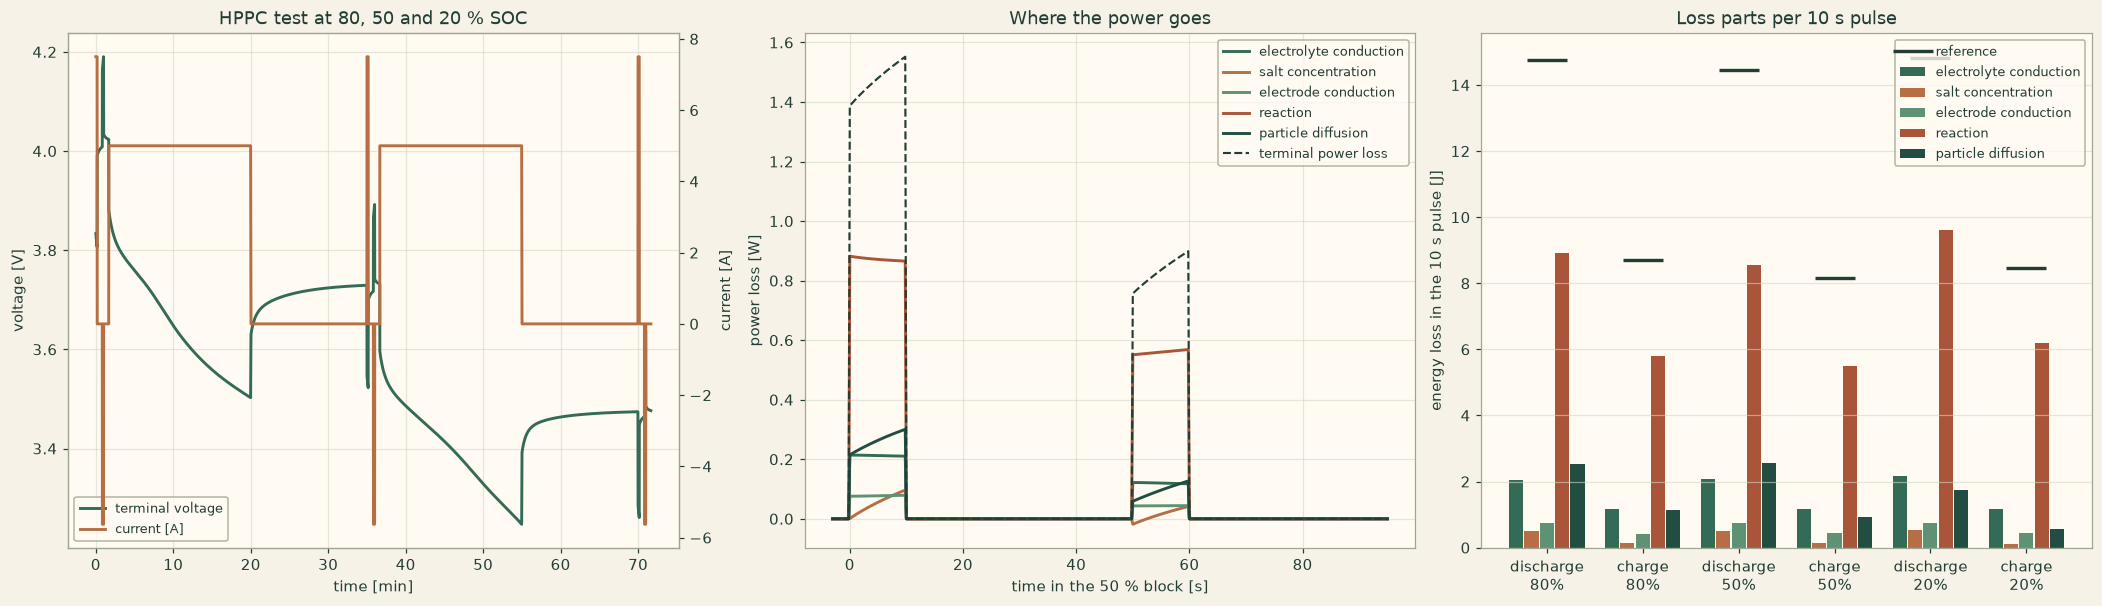 HPPC test at 80, 50 and 20 % SOC
voltage [V]
4.2
4.0
3.8
3.6
3.4
8
6
4
2
0
−2
−4
−6
current [A]
terminal voltage
current [A]
0
10
20
30
40
50
60
70
time [min]
Where the power goes
power loss [W]
1.6
1.4
1.2
1.0
0.8
0.6
0.4
0.2
0.0
electrolyte conduction
salt concentration
electrode conduction
reaction
particle diffusion
terminal power loss
0
20
40
60
80
time in the 50 % block [s]
Loss parts per 10 s pulse
energy loss in the 10 s pulse [J]
14
12
10
8
6
4
2
0
reference
electrolyte conduction
salt concentration
electrode conduction
reaction
particle diffusion
discharge
80%
charge
80%
discharge
50%
charge
50%
discharge
20%
charge
20%